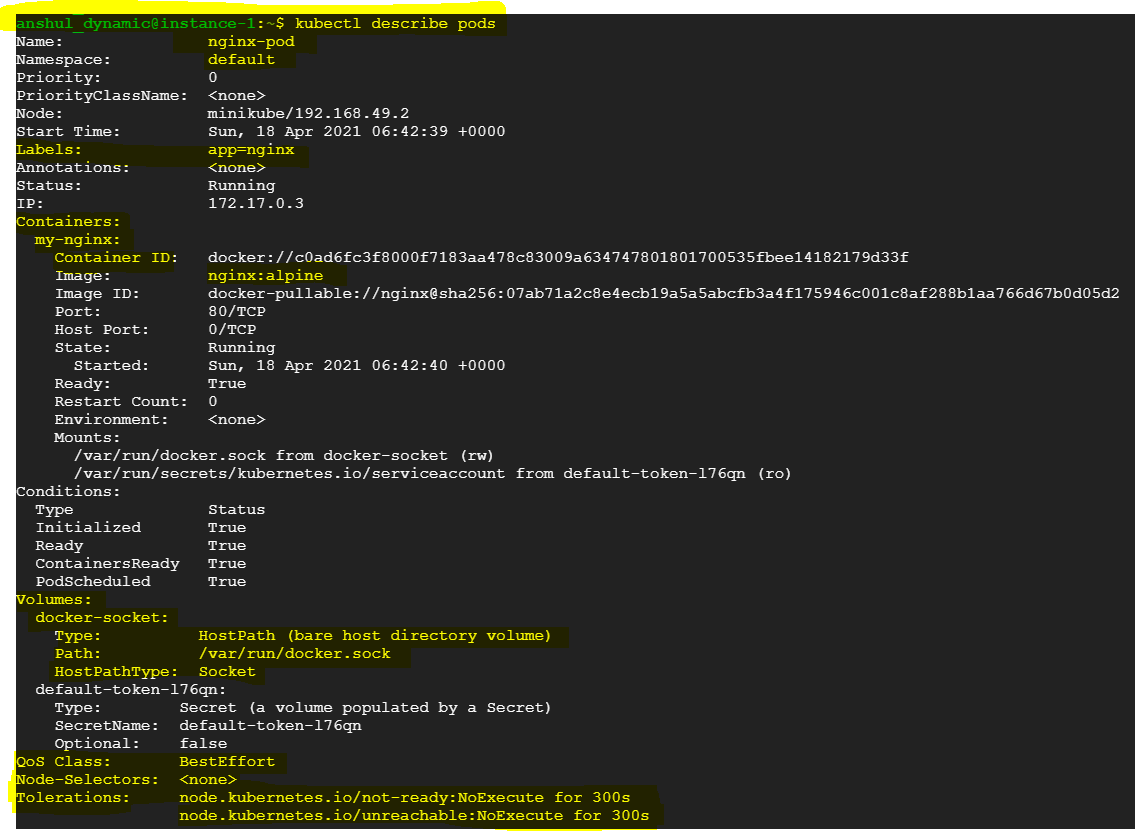 anshul_dynamic@instance-1:~$ kubectl describe pods
Name: nginx-pod
Namespace: default
Priority: 0
PriorityClassName: <none>
Node: minikube/192.168.49.2
Start Time: Sun, 18 Apr 2021 06:42:39 +0000
Labels: app=nginx
Annotations: <none>
Status: Running
IP: 172.17.0.3
Containers:
my-nginx:
Container ID: docker://c0ad6fc3f8000f7183aa478c83009a634747801801700535fbee14182179d33f
Image: nginx:alpine
Image ID: docker-pullable://nginx@sha256:07ab71a2c8e4ecb19a5a5abcfb3a4f175946c001c8af288b1aa766d67b0d05d2
Port: 80/TCP
Host Port: 0/TCP
State: Running
Started: Sun, 18 Apr 2021 06:42:40 +0000
Ready: True
Restart Count: 0
Environment: <none>
Mounts:
/var/run/docker.sock from docker-socket (rw)
/var/run/secrets/kubernetes.io/serviceaccount from default-token-l76qn (ro)
Conditions:
Type Status
Initialized True
Ready True
ContainersReady True
PodScheduled True
Volumes:
docker-socket:
Type: HostPath (bare host directory volume)
Path: /var/run/docker.sock
HostPathType: Socket
default-token-l76qn:
Type: Secret (a volume populated by a Secret)
SecretName: default-token-l76qn
Optional: false
QoS Class: BestEffort
Node-Selectors: <none>
Tolerations: node.kubernetes.io/not-ready:NoExecute for 300s
node.kubernetes.io/unreachable:NoExecute for 300s